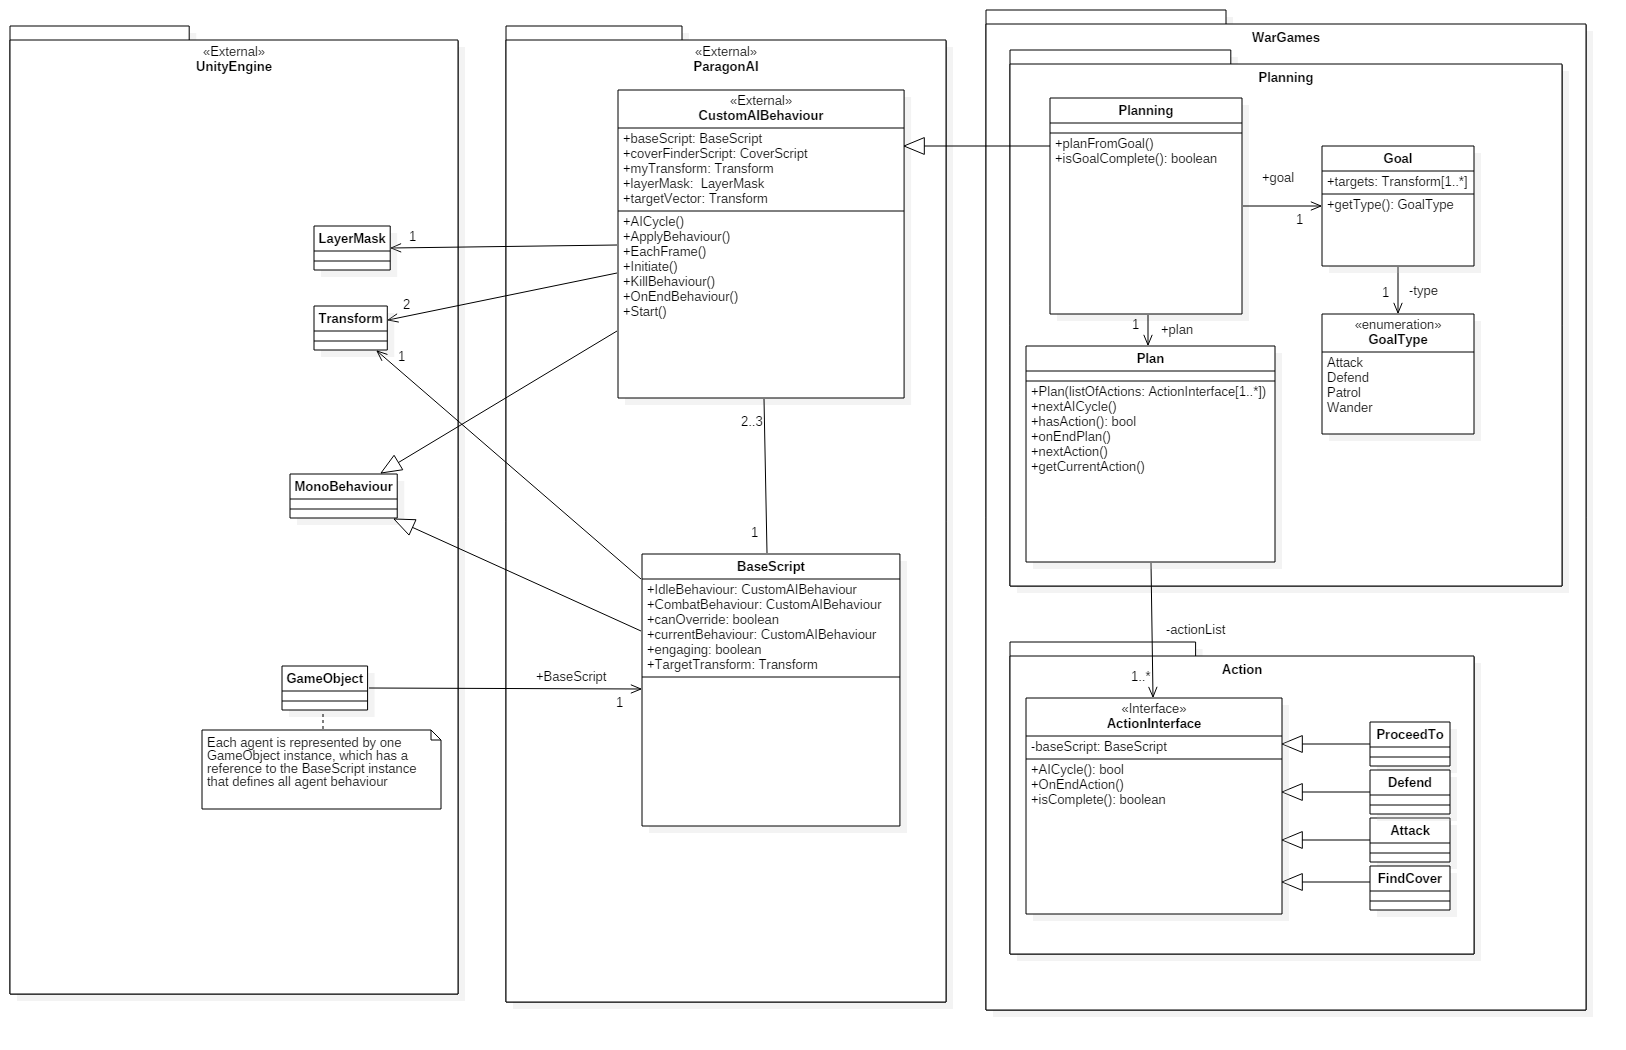 «External»
UnityEngine
LayerMask
1
Transform
2
1
MonoBehaviour
GameObject
+BaseScript
1
Each agent is represented by one
GameObject instance, which has a
reference to the BaseScript instance
that defines all agent behaviour
«External»
ParagonAI
«External»
CustomAIBehaviour
+baseScript: BaseScript
+coverFinderScript: CoverScript
+myTransform: Transform
+layerMask:  LayerMask
+targetVector: Transform
+AICycle()
+ApplyBehaviour()
+EachFrame()
+Initiate()
+KillBehaviour()
+OnEndBehaviour()
+Start()
2..3
1
BaseScript
+IdleBehaviour: CustomAIBehaviour
+CombatBehaviour: CustomAIBehaviour
+canOverride: boolean
+currentBehaviour: CustomAIBehaviour
+engaging: boolean
+TargetTransform: Transform
WarGames
Planning
Planning
+planFromGoal()
+isGoalComplete(): boolean
+goal
1
Goal
+targets: Transform[1..*]
+getType(): GoalType
1
-type
«enumeration»
GoalType
Attack
Defend
Patrol
Wander
1
+plan
Plan
+Plan(listOfActions: ActionInterface[1..*])
+nextAICycle()
+hasAction(): bool
+onEndPlan()
+nextAction()
+getCurrentAction()
-actionList
1..*
Action
«Interface»
ActionInterface
-baseScript: BaseScript
+AICycle(): bool
+OnEndAction()
+isComplete(): boolean
ProceedTo
Defend
Attack
FindCover